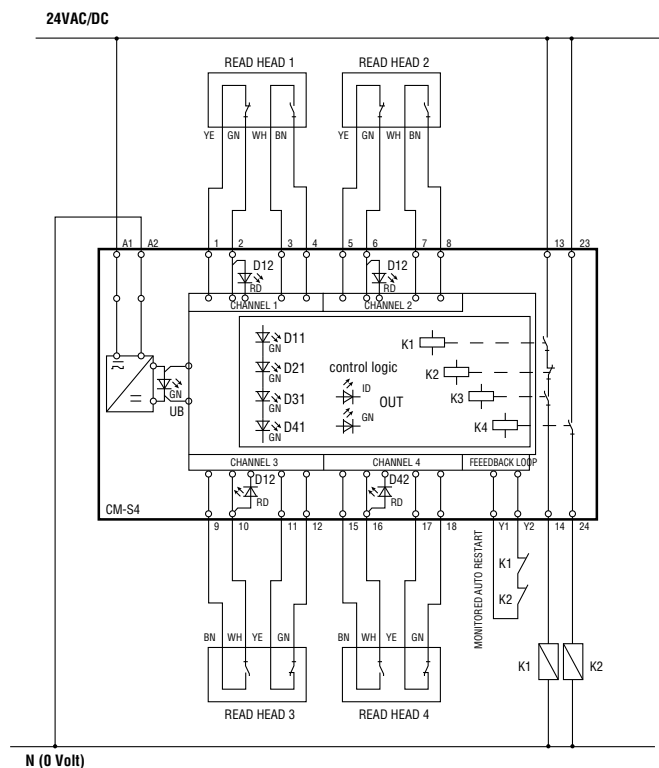 24VAC/DC
READ HEAD 1 READ HEAD 2
YE GN WH BN YE GN WH BN
A1 A2 1 2 3 4 5 6 7 8 13 23
D12 D12
RD RD
CHANNEL 1 CHANNEL 2
D11
GN
K1
control logic
D21
GN
K2
ID
D31
GN
OUT
K3
GN
UB
GN
D41
GN
K4
CHANNEL 3 CHANNEL 4 FEEEDBACK LOOP
D12 D42
RD RD
CM-S4
9 10 11 12 15 16 17 18 Y1 Y2 14 24
MONITORED AUTO RESTART
K1
K2
BN WH YE GN BN WH YE GN
K1 K2
READ HEAD 3 READ HEAD 4
N (0 Volt)